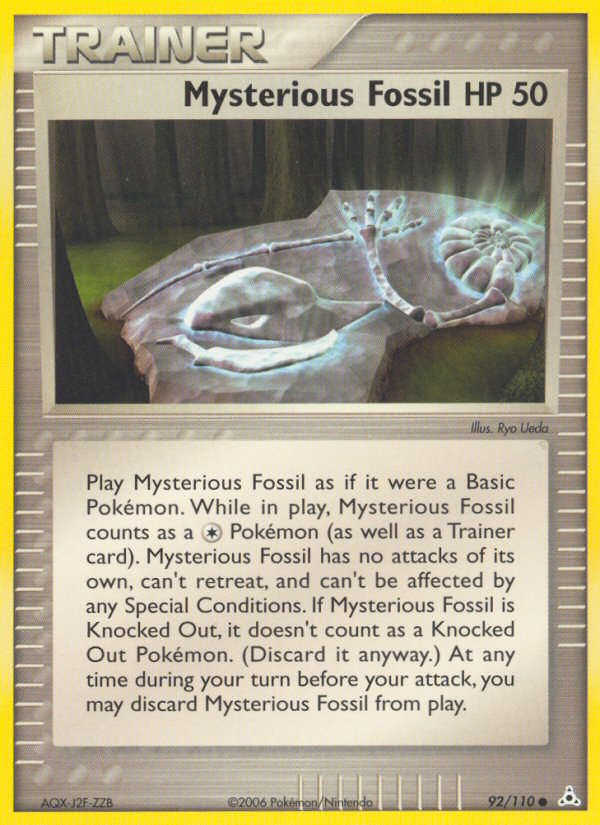 TRAINER
Mysterious Fossil HP 50
Illus. Ryo Ueda
Play Mysterious Fossil as if it were a Basic
Pokémon. While in play, Mysterious Fossil
counts as a Pokémon (as well as a Trainer
card). Mysterious Fossil has no attacks of its
own, can't retreat, and can't be affected by
any Special Conditions. If Mysterious Fossil is
Knocked Out, it doesn't count as a Knocked
Out Pokémon. (Discard it anyway.) At any
time during your turn before your attack, you
may discard Mysterious Fossil from play.
AQX-J2F-ZZB
©2006 Pokémon/Nintendo
92/110